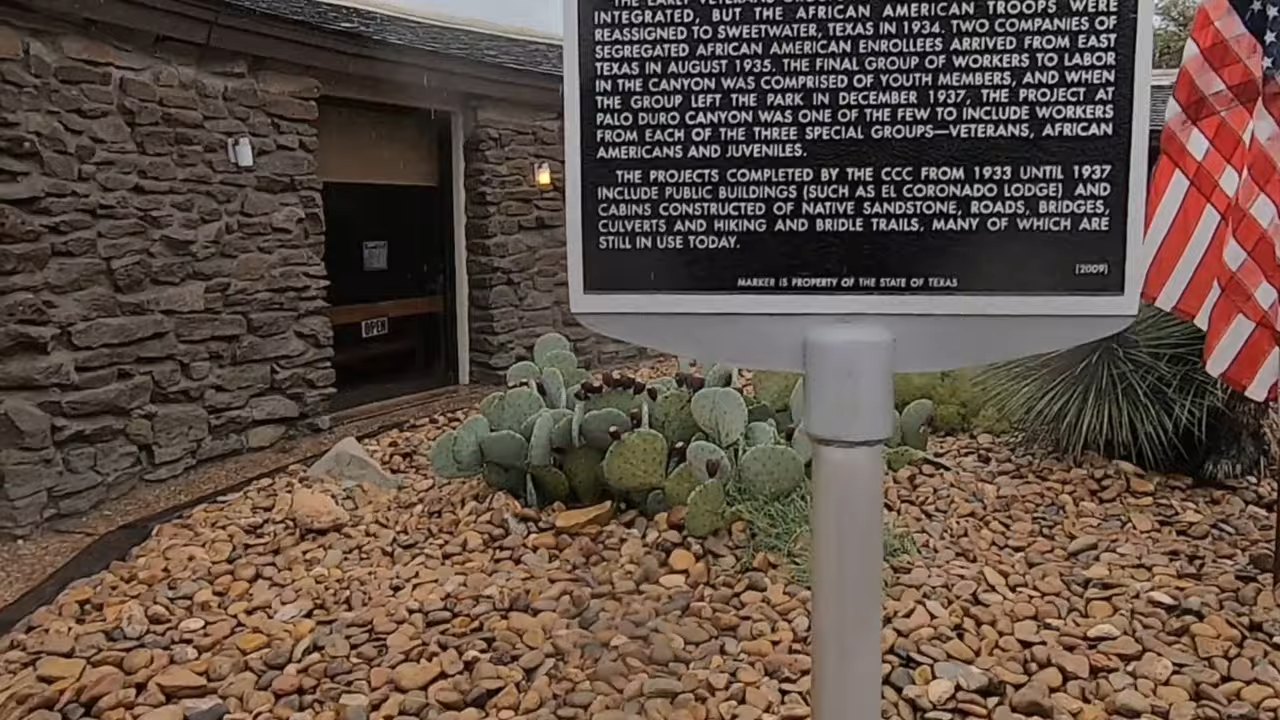 THE EARLY VETERANS
INTEGRATED, BUT THE AFRICAN AMERICAN TROOPS WERE
REASSIGNED TO SWEETWATER, TEXAS IN 1934. TWO COMPANIES OF
SEGREGATED AFRICAN AMERICAN ENROLLEES ARRIVED FROM EAST
TEXAS IN AUGUST 1935. THE FINAL GROUP OF WORKERS TO LABOR
IN THE CANYON WAS COMPRISED OF YOUTH MEMBERS, AND WHEN
THE GROUP LEFT THE PARK IN DECEMBER 1937, THE PROJECT AT
PALO DURO CANYON WAS ONE OF THE FEW TO INCLUDE WORKERS
FROM EACH OF THE THREE SPECIAL GROUPS—VETERANS, AFRICAN
AMERICANS AND JUVENILES.
THE PROJECTS COMPLETED BY THE CCC FROM 1933 UNTIL 1937
INCLUDE PUBLIC BUILDINGS (SUCH AS EL CORONADO LODGE) AND
CABINS CONSTRUCTED OF NATIVE SANDSTONE, ROADS, BRIDGES,
CULVERTS AND HIKING AND BRIDLE TRAILS, MANY OF WHICH ARE
STILL IN USE TODAY.
(2009)
MARKER IS PROPERTY OF THE STATE OF TEXAS
OPEN